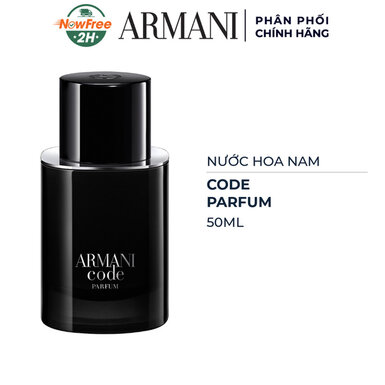 NowFree
2H
ARMANI
PHÂN PHỐI
CHÍNH HÃNG
NƯỚC HOA NAM
CODE
PARFUM
50ML
ARMANI
code
PARFUM